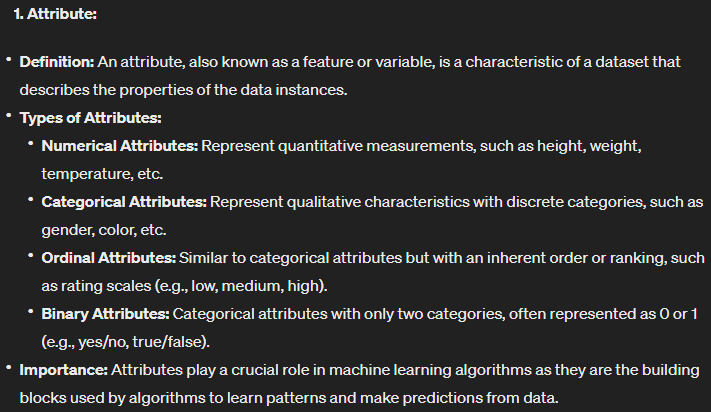 1. Attribute:
• Definition: An attribute, also known as a feature or variable, is a characteristic of a dataset that
describes the properties of the data instances.
• Types of Attributes:
• Numerical Attributes: Represent quantitative measurements, such as height, weight,
temperature, etc.
• Categorical Attributes: Represent qualitative characteristics with discrete categories, such as
gender, color, etc.
• Ordinal Attributes: Similar to categorical attributes but with an inherent order or ranking, such
as rating scales (e.g., low, medium, high).
• Binary Attributes: Categorical attributes with only two categories, often represented as 0 or 1
(e.g., yes/no, true/false).
• Importance: Attributes play a crucial role in machine learning algorithms as they are the building
blocks used by algorithms to learn patterns and make predictions from data.